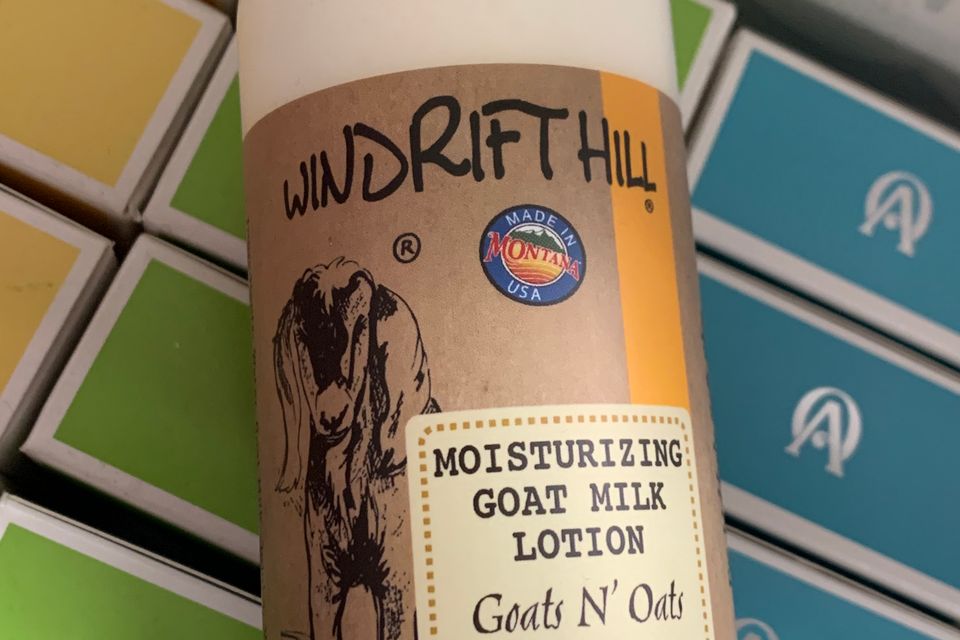 WINDRIFT HILL
®
®
MADE IN
MONTANA
USA
MOISTURIZING
GOAT MILK
LOTION
Goats N' Oats